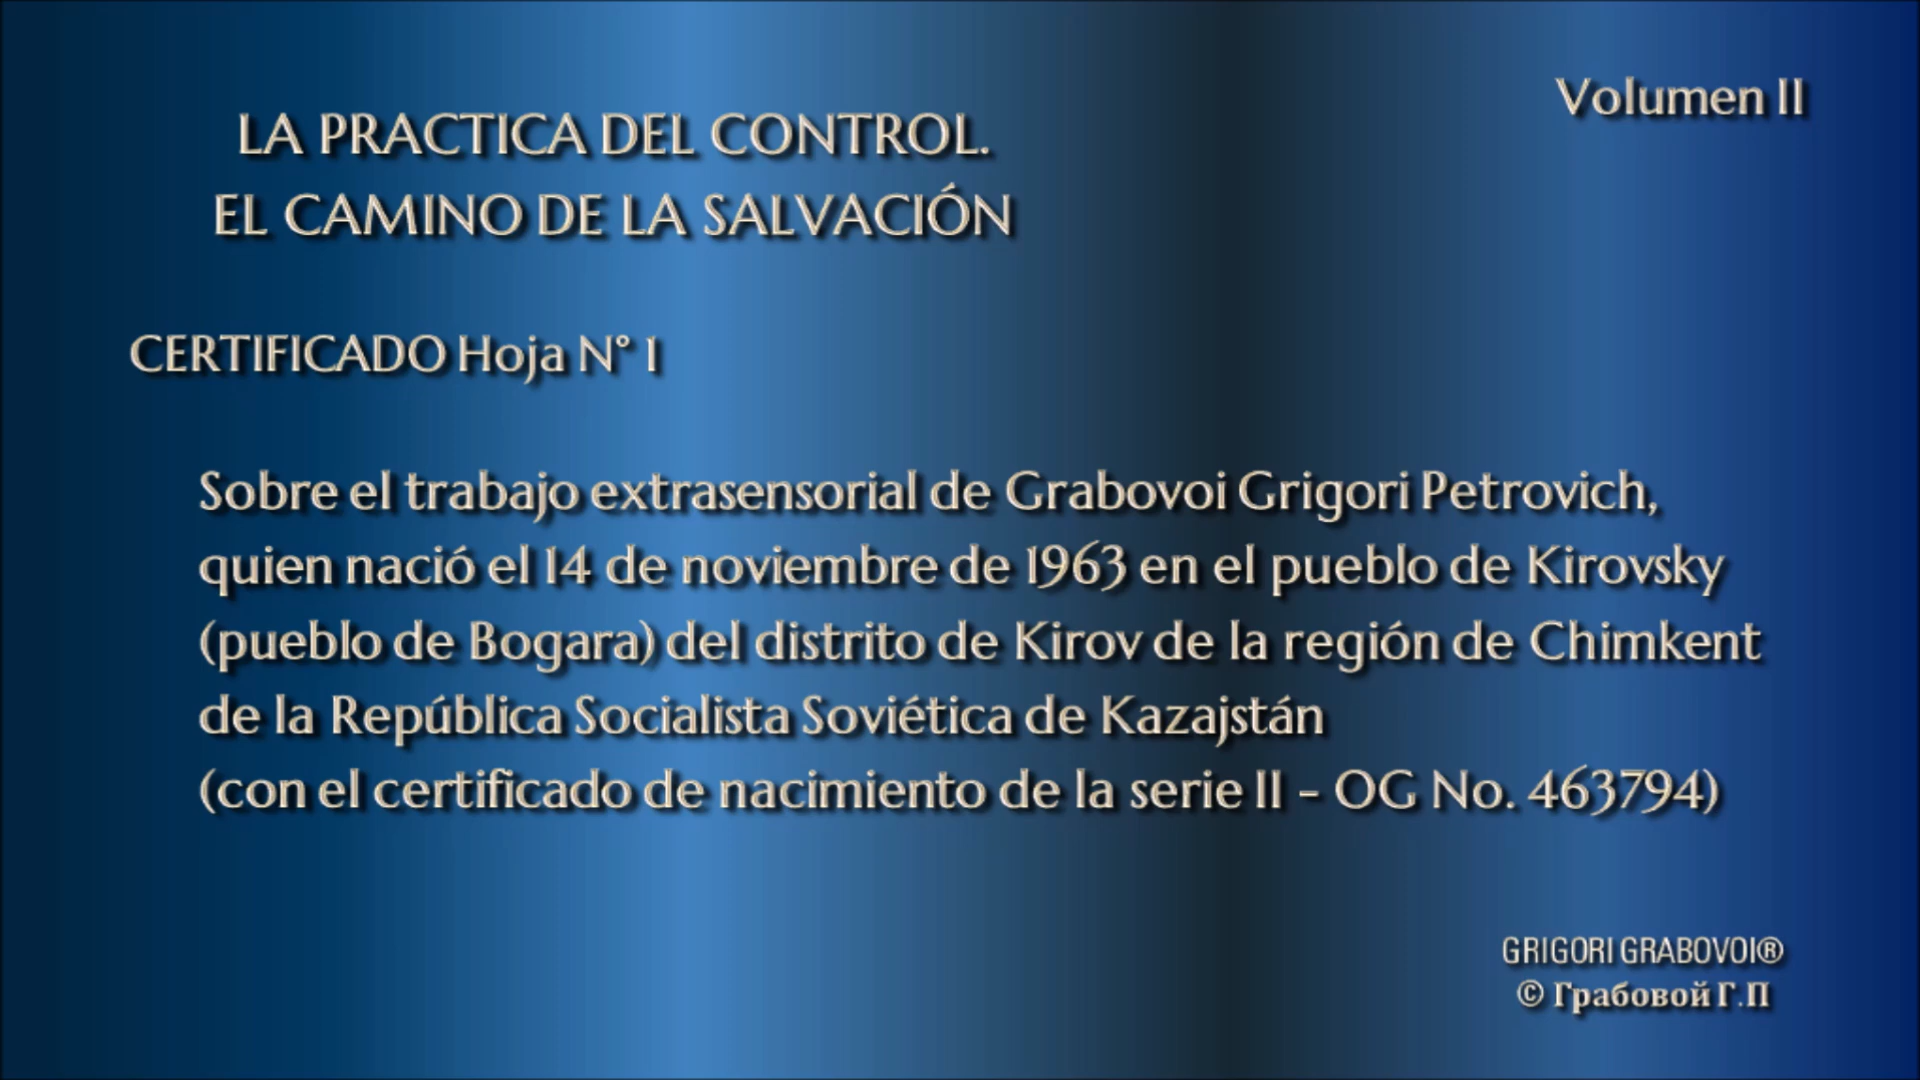 Volumen II
LA PRACTICA DEL CONTROL.
EL CAMINO DE LA SALVACIÓN
CERTIFICADO Hoja N° 1
Sobre el trabajo extrasensorial de Grabovoi Grigori Petrovich,
quien nació el 14 de noviembre de 1963 en el pueblo de Kirovsky
(pueblo de Bogara) del distrito de Kirov de la región de Chimkent
de la República Socialista Soviética de Kazajstán
(con el certificado de nacimiento de la serie II - OG No. 463794)
GRIGORI GRABOVOI®
© Грабовой Г.П